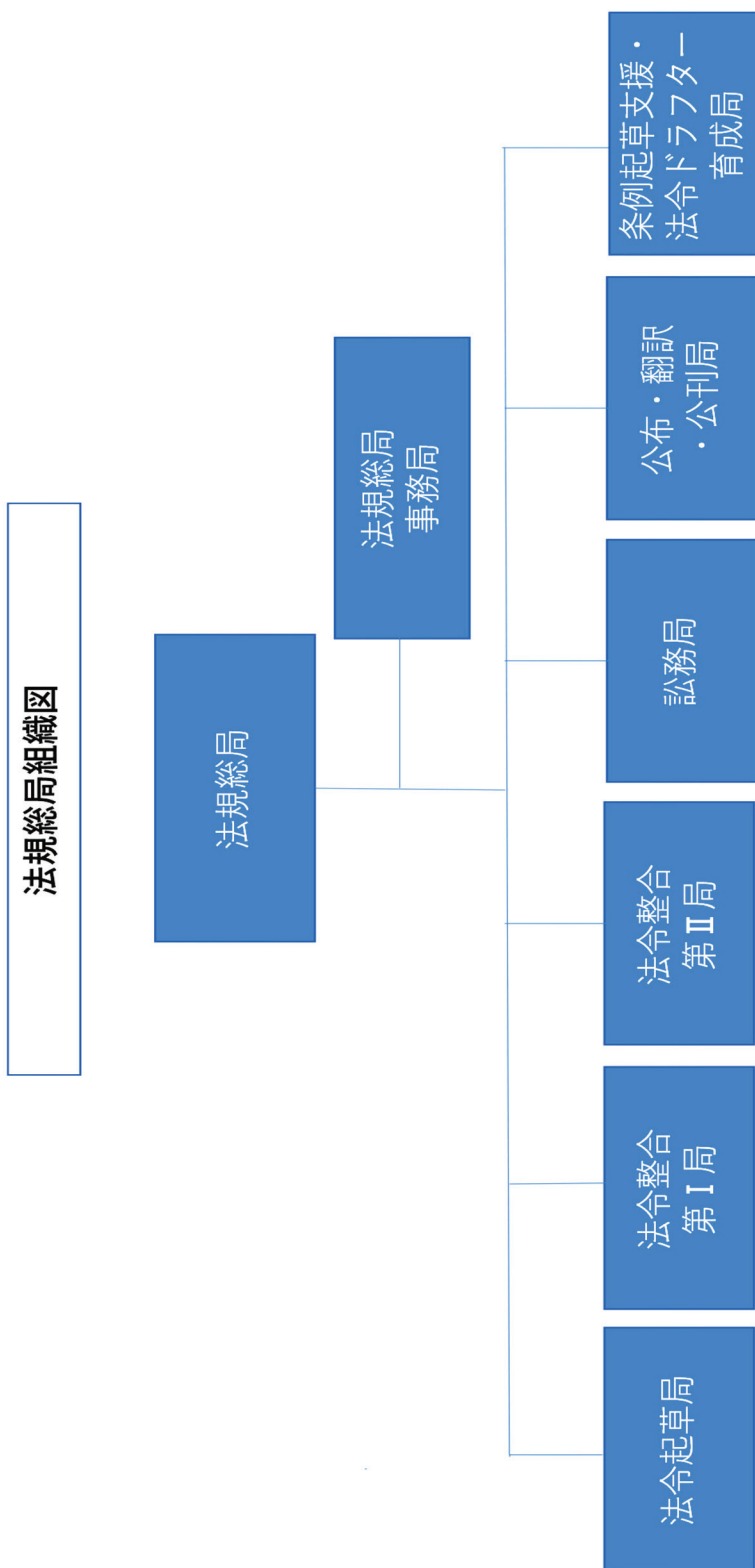 法規総局組織図
法規総局
法規総局
事務局
法令起草局
法令整合
第Ⅰ局
法令整合
第Ⅱ局
訟務局
公布・翻訳
・公刊局
条例起草支援・
法令ドラフター
育成局